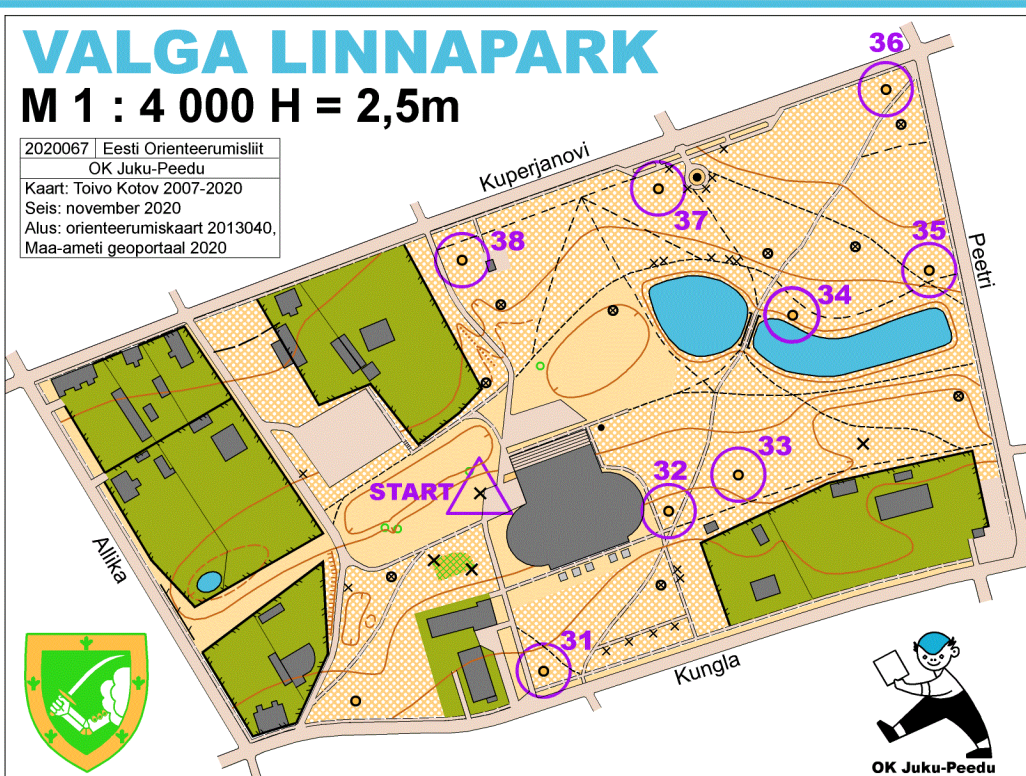 VALGA LINNAPARK
M 1 : 4 000 H = 2,5m
2020067 Eesti Orienteerumisliit
OK Juku-Peedu
Kaart: Toivo Kotov 2007-2020
Seis: november 2020
Alus: orienteerumiskaart 2013040,
Maa-ameti geoportaal 2020
36
Kuperjanovi
37
38
35
Peetri
34
33
32
START
Allika
31
Kungla
OK Juku-Peedu